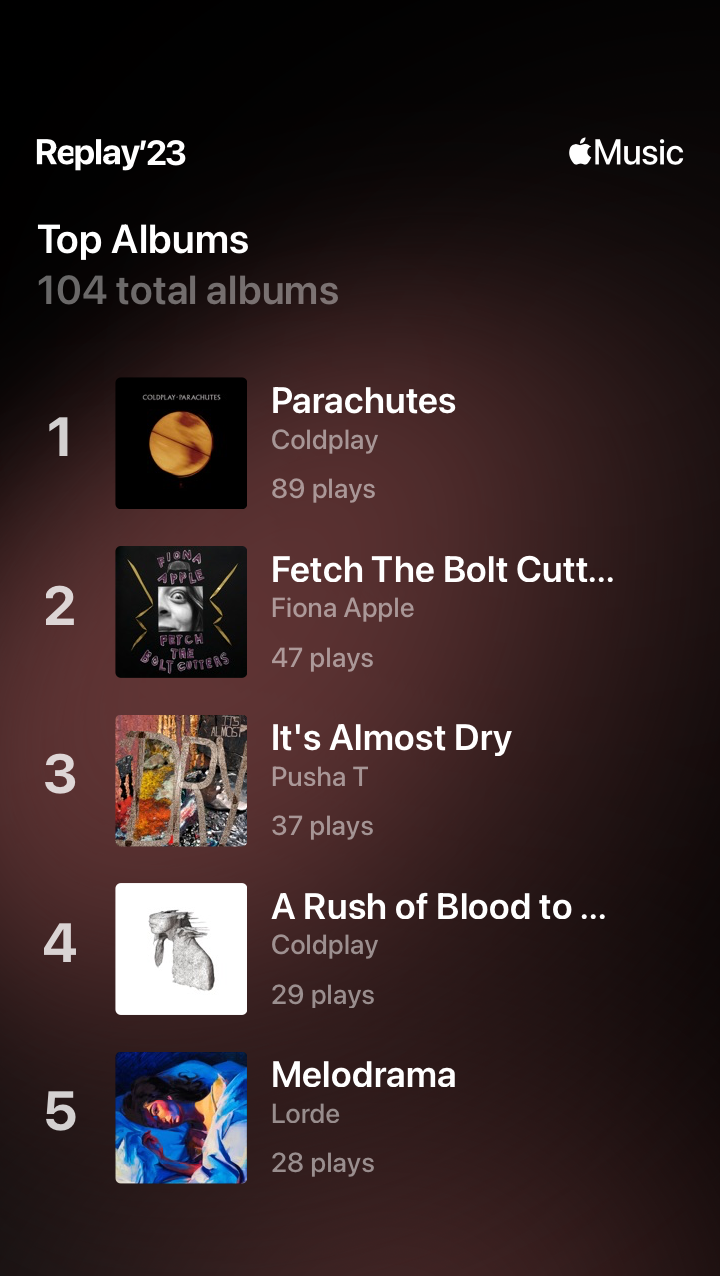 Replay'23
Music
Top Albums
104 total albums
1
COLDPLAY-PARACHUTES
Parachutes
Coldplay
89 plays
2
FIONA
APPLE
FETCH
THE
BOLT CUTTERS
Fetch The Bolt Cutt...
Fiona Apple
47 plays
3
IT'S
ALMOST
DRY
It's Almost Dry
Pusha T
37 plays
4
A Rush of Blood to ...
Coldplay
29 plays
5
Melodrama
Lorde
28 plays